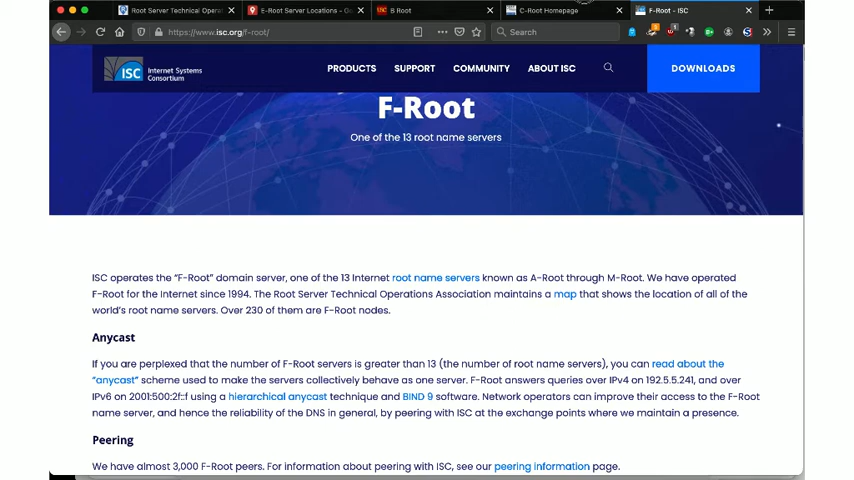 Root Server Technical Operat
E-Root Server Locations - Go
B Root
C-Root Homepage
F-Root - ISC
https://www.isc.org/f-root/
Search
ISC
Internet Systems
Consortium
PRODUCTS
SUPPORT
COMMUNITY
ABOUT ISC
DOWNLOADS
F-Root
One of the 13 root name servers
ISC operates the “F-Root” domain server, one of the 13 Internet root name servers known as A-Root through M-Root. We have operated
F-Root for the Internet since 1994. The Root Server Technical Operations Association maintains a map that shows the location of all of the
world’s root name servers. Over 230 of them are F-Root nodes.
Anycast
If you are perplexed that the number of F-Root servers is greater than 13 (the number of root name servers), you can read about the
“anycast” scheme used to make the servers collectively behave as one server. F-Root answers queries over IPv4 on 192.5.5.241, and over
IPv6 on 2001:500:2f::f using a hierarchical anycast technique and BIND 9 software. Network operators can improve their access to the F-Root
name server, and hence the reliability of the DNS in general, by peering with ISC at the exchange points where we maintain a presence.
Peering
We have almost 3,000 F-Root peers. For information about peering with ISC, see our peering information page.